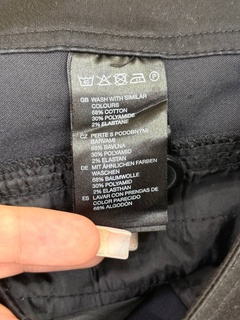 GB WASH WITH SIMILAR
COLOURS
68% COTTON
30% POLYAMIDE
2% ELASTANE
CZ PERTE S PODOBNÝMI
BARVAMI
68% BAVLNA
30% POLYAMID
2% ELASTAN
DE MIT ÄHNLICHEN FARBEN
WASCHEN
68% BAUMWOLLE
30% POLYAMID
2% ELASTHAN
ES LAVAR CON PRENDAS DE
COLOR PARECIDO
68% ALGODÓN